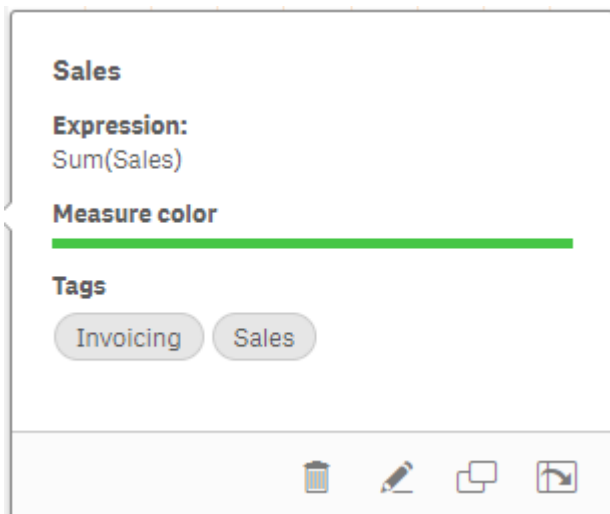 Sales
Expression:
Sum(Sales)
Measure color
Tags
Invoicing Sales